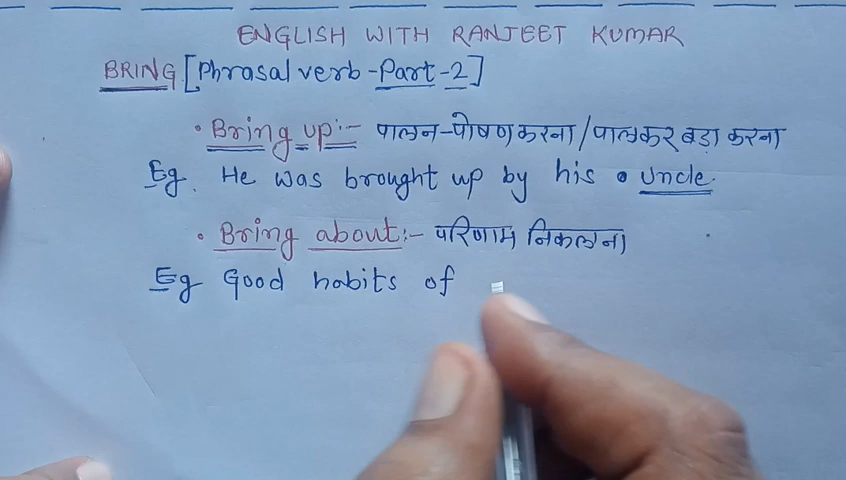 ENGLISH WITH RANJEET KUMAR
BRING [Phrasal verb-Part-2]
• Bring up:- पालन-पोषण करना/पालकर बड़ा करना
Eg. He was brought up by his Uncle.
• Bring about:- परिणाम निकलना
Eg Good habits of